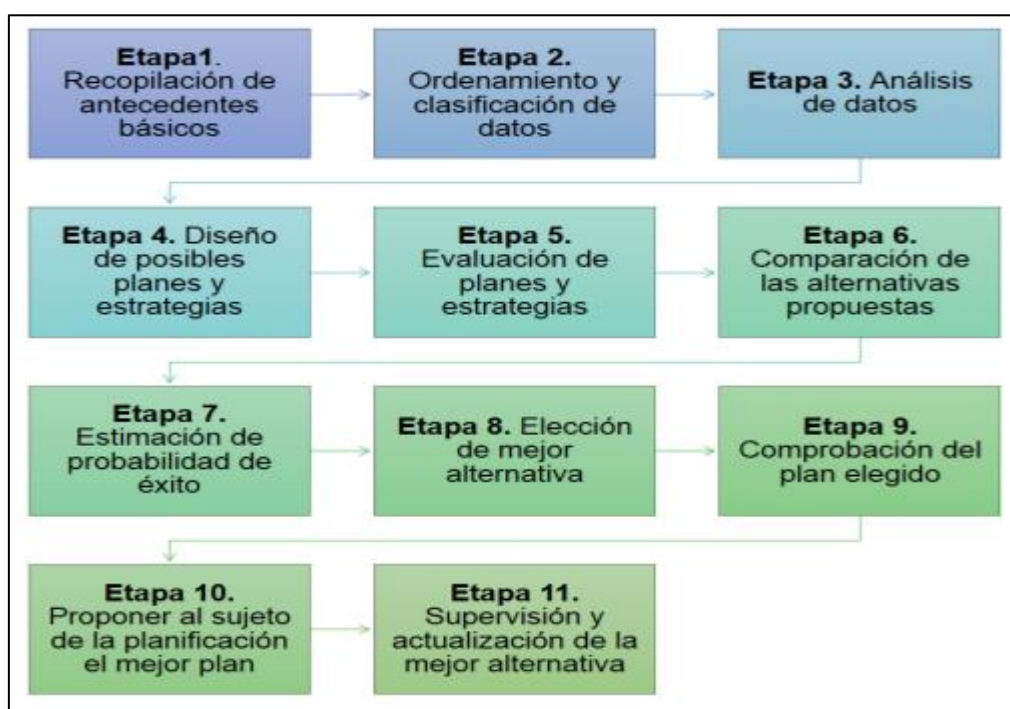 Etapa1.
Recopilación de
antecedentes
básicos
Etapa 2.
Ordenamiento y
clasificación de
datos
Etapa 3. Análisis
de datos
Etapa 4. Diseño
de posibles
planes y
estrategias
Etapa 5.
Evaluación de
planes y
estrategias
Etapa 6.
Comparación de
las alternativas
propuestas
Etapa 7.
Estimación de
probabilidad de
éxito
Etapa 8. Elección
de mejor
alternativa
Etapa 9.
Comprobación del
plan elegido
Etapa 10.
Proponer al sujeto
de la planificación
el mejor plan
Etapa 11.
Supervisión y
actualización de la
mejor alternativa